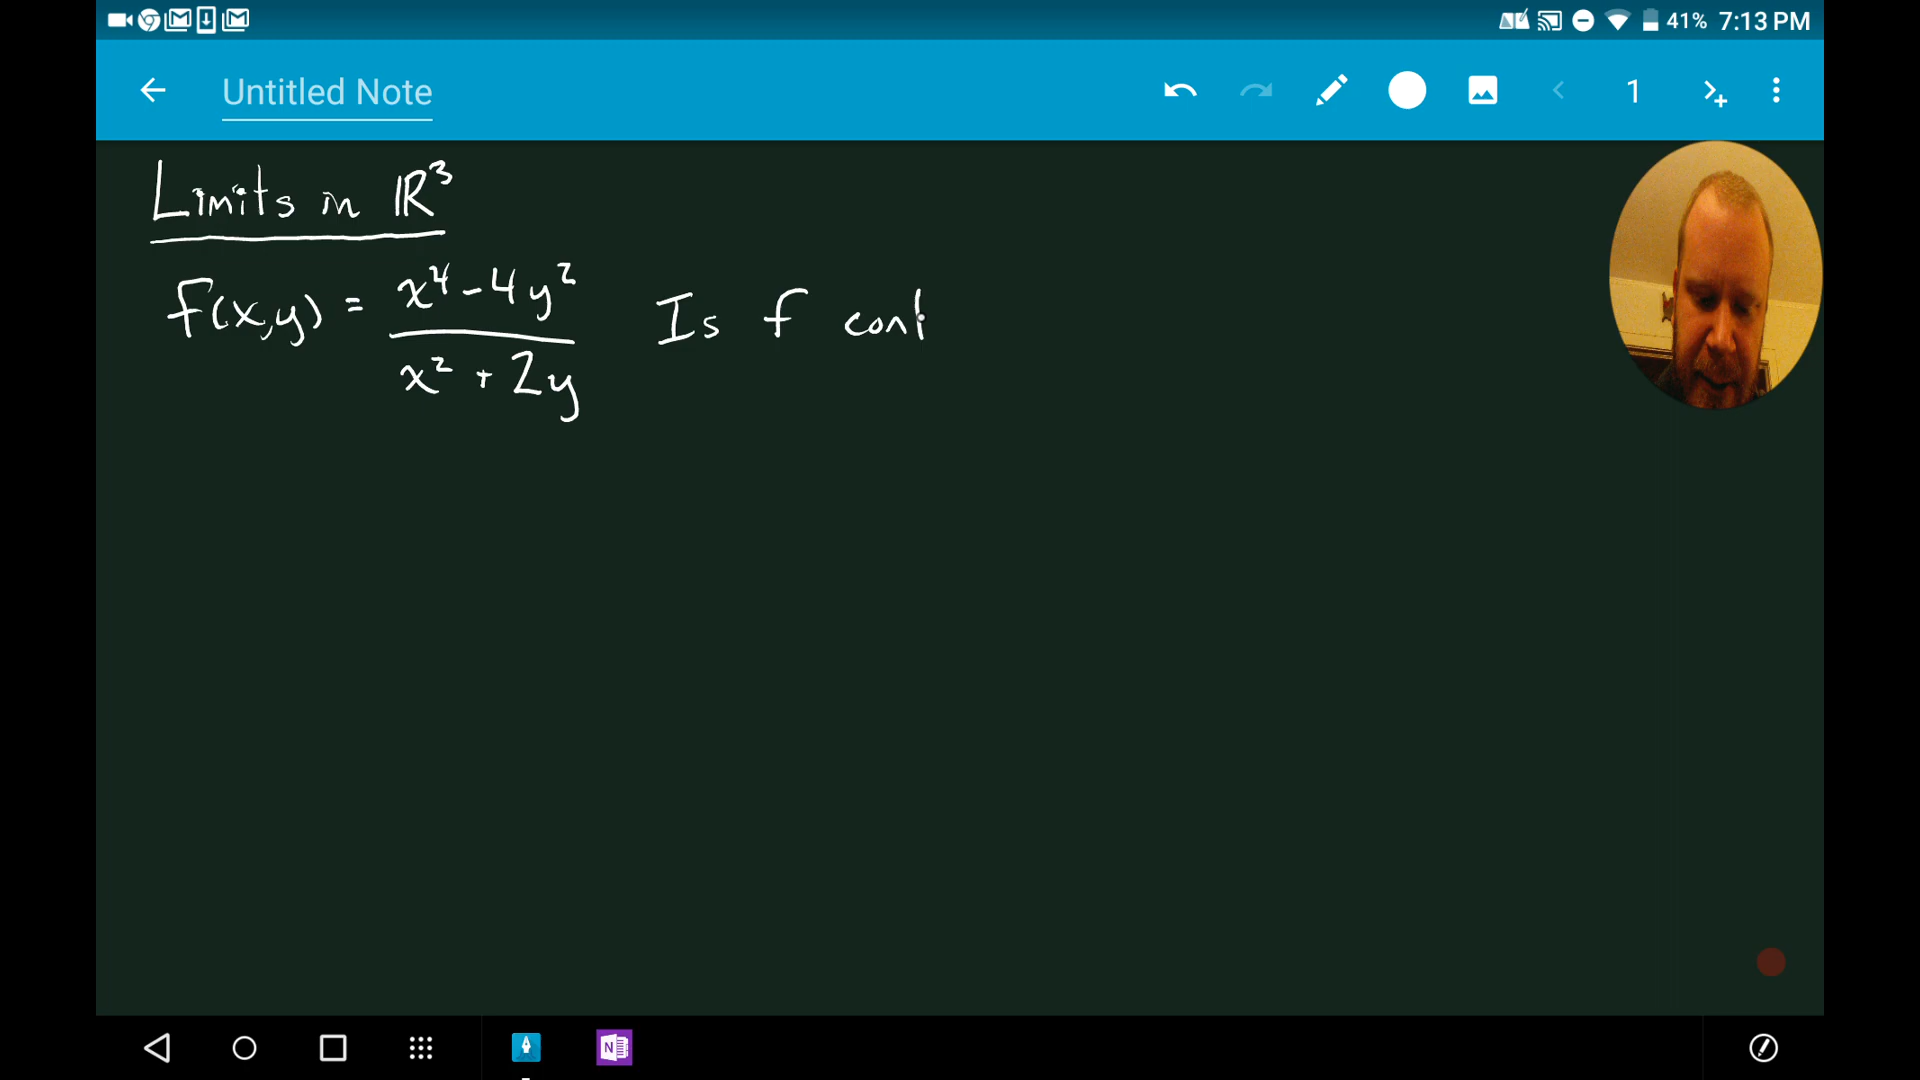 41% 7:13 PM
Untitled Note
1
Limits in ℝ³
f(x,y) = (x⁴ - 4y²)/(x² + 2y) Is f cont
N